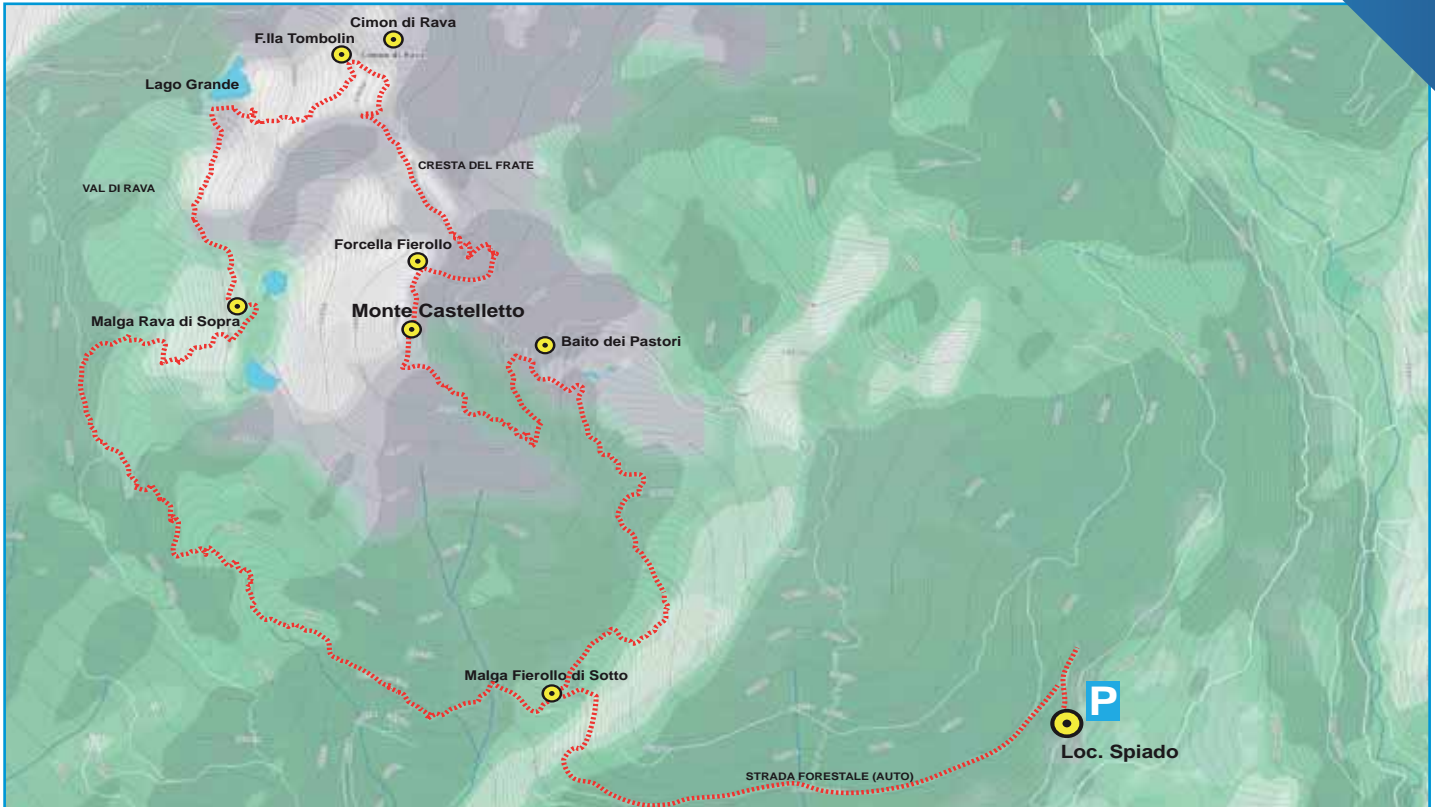 Cimon di Rava
F.lla Tombolin
Lago Grande
CRESTA DEL FRATE
VAL DI RAVA
Forcella Fierollo
Monte Castelletto
Malga Rava di Sopra
Baito dei Pastori
Malga Fierollo di Sotto
P
Loc. Spiado
STRADA FORESTALE (AUTO)